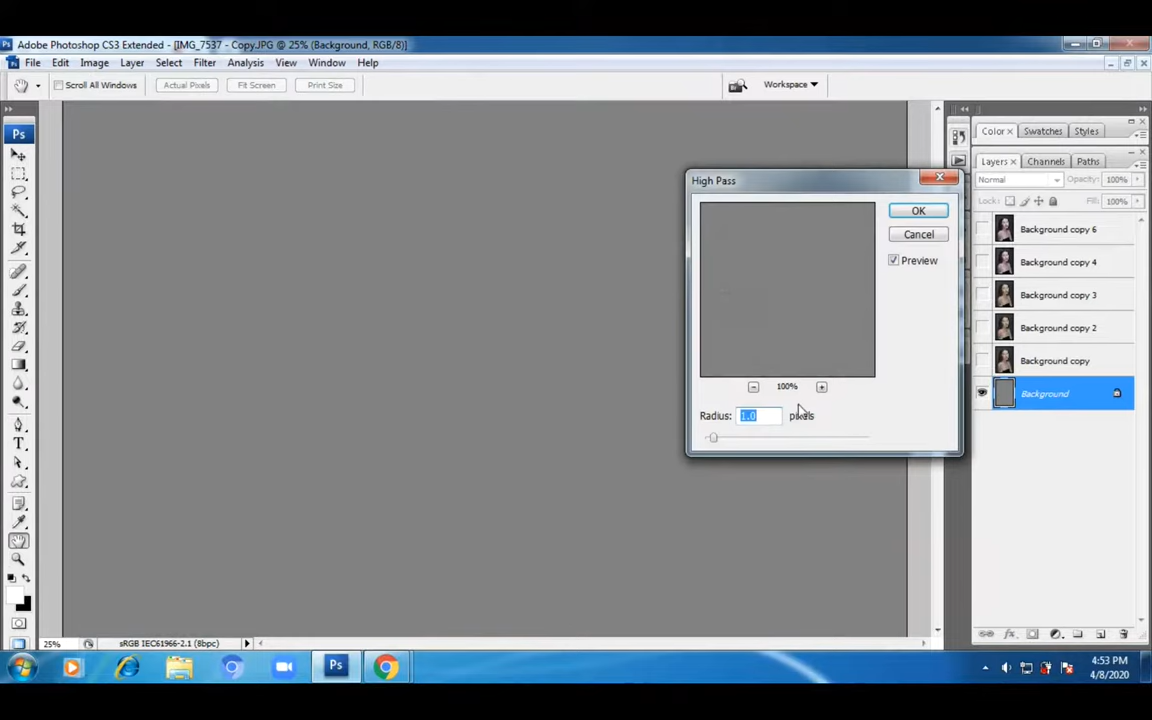 Adobe Photoshop CS3 Extended - [IMG_7537 - Copy.JPG @ 25% (Background, RGB/8)]
File Edit Image Layer Select Filter Analysis View Window Help
Scroll All Windows Actual Pixels Fit Screen Print Size Workspace
Ps
Color Swatches Styles
Layers Channels Paths
Normal Opacity: 100%
Lock: Fill: 100%
High Pass
OK
Cancel
Preview
100%
Radius: 1.0 pixels
Background copy 6
Background copy 4
Background copy 3
Background copy 2
Background copy
Background
T
25% sRGB IEC61966-2.1 (8bpc)
Ps
4:53 PM
4/8/2020